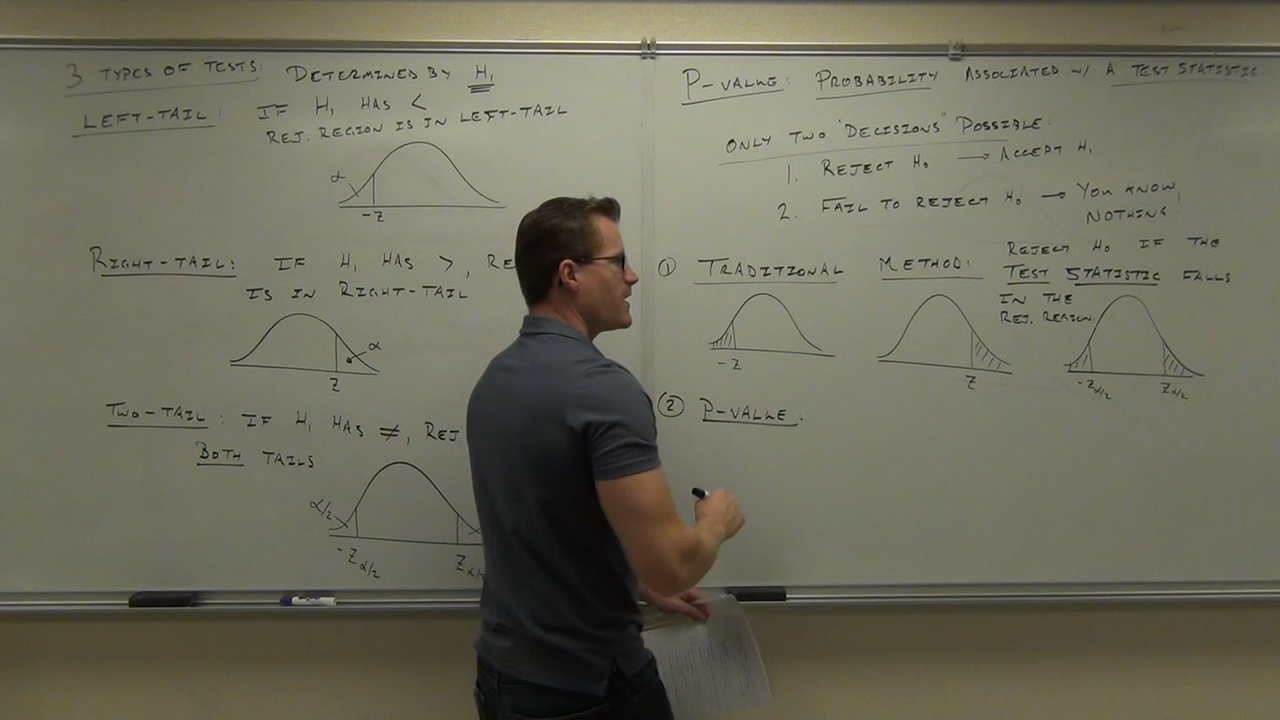 3 TYPES OF TESTS: DETERMINED BY H₁
LEFT-TAIL: IF H₁ HAS <
REJ. REGION IS IN LEFT-TAIL
α
-Z
RIGHT-TAIL: IF H₁ HAS >, RE
IS IN RIGHT-TAIL
α
Z
TWO-TAIL: IF H₁ HAS ≠, REJ
BOTH TAILS
α/2
-Z α/2 Z α/
P-VALUE: PROBABILITY ASSOCIATED W/ A TEST STATISTIC.
ONLY TWO "DECISIONS" POSSIBLE:
1. REJECT H₀ → ACCEPT H₁
2. FAIL TO REJECT H₀ → YOU KNOW
NOTHING.
① TRADITIONAL METHOD: REJECT H₀ IF THE
TEST STATISTIC FALLS
IN THE
REJ. REGION.
-Z Z -Zα/2 Zα/2
② P-VALUE: